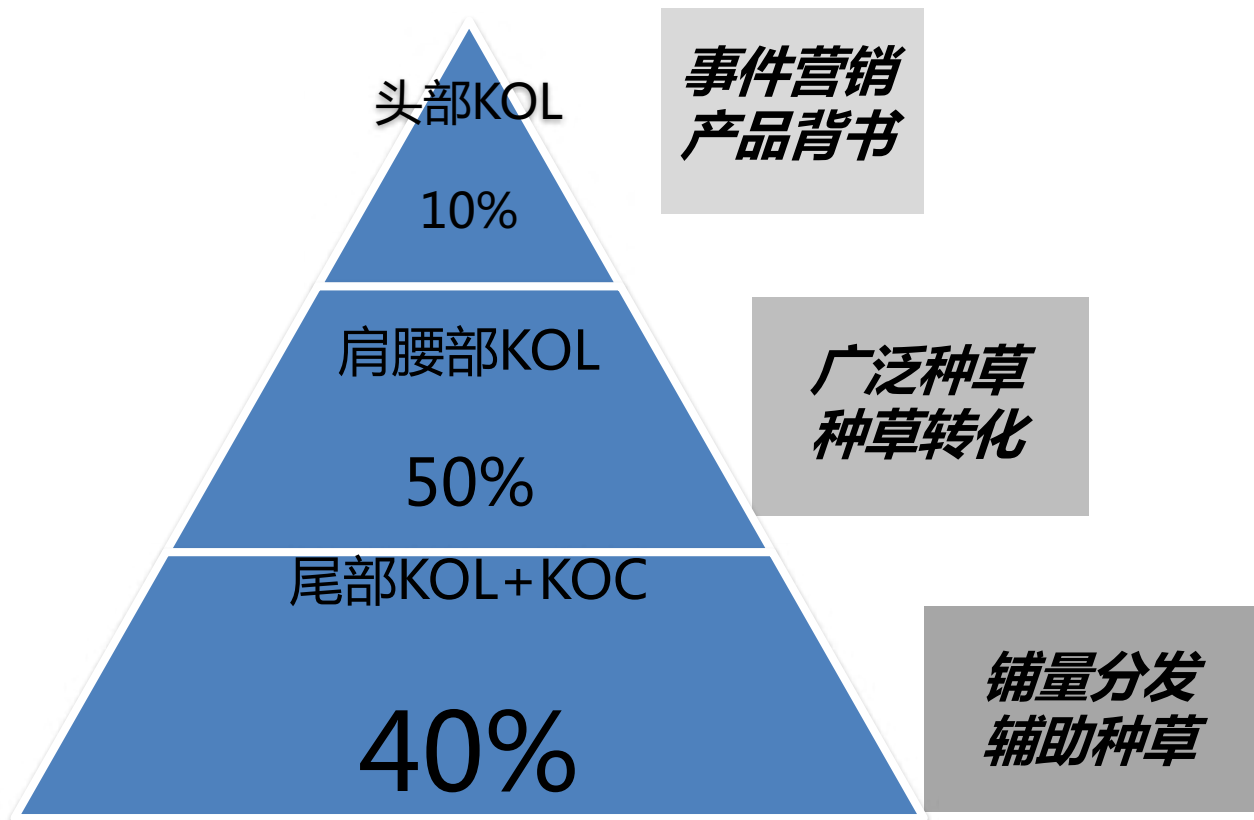 头部KOL
10%
事件营销
产品背书
肩腰部KOL
50%
广泛种草
种草转化
尾部KOL+KOC
40%
铺量分发
辅助种草